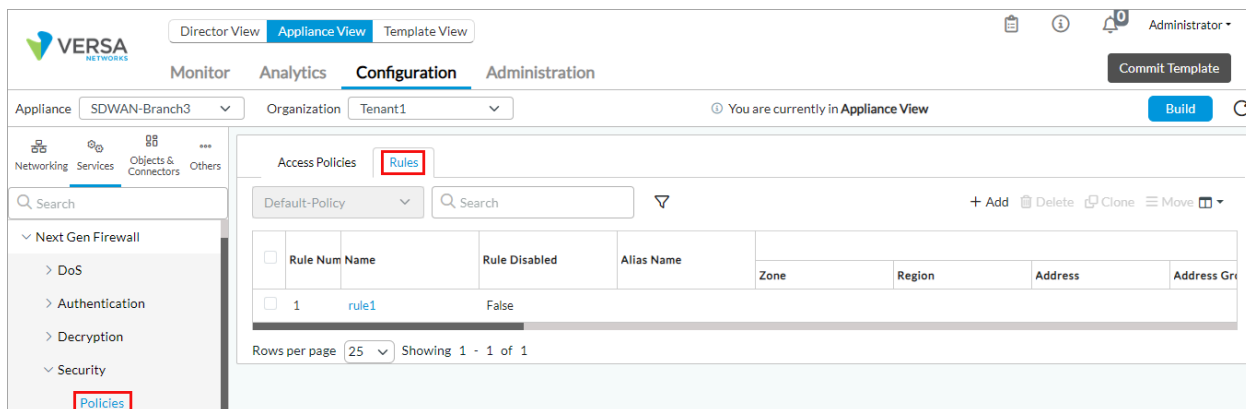 VERSA
NETWORKS
Director View Appliance View Template View
0
Administrator
Monitor Analytics Configuration Administration
Commit Template
Appliance SDWAN-Branch3 Organization Tenant1 You are currently in Appliance View Build
Networking Services Objects & Connectors Others
Access Policies Rules
Search
Default-Policy Search + Add Delete Clone Move
Next Gen Firewall
DoS
Authentication
Decryption
Security
Policies
Rule Num Name Rule Disabled Alias Name
Zone Region Address Address Gro
1 rule1 False
Rows per page 25 Showing 1 - 1 of 1